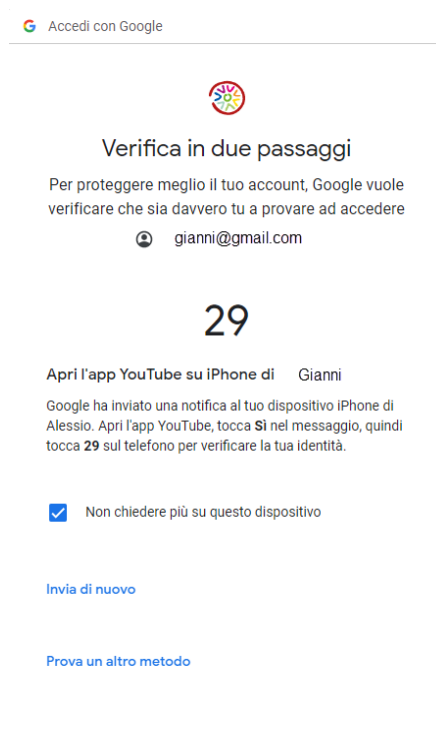 Accedi con Google
Verifica in due passaggi
Per proteggere meglio il tuo account, Google vuole
verificare che sia davvero tu a provare ad accedere
gianni@gmail.com
29
Apri l'app YouTube su iPhone di Gianni
Google ha inviato una notifica al tuo dispositivo iPhone di
Alessio. Apri l'app YouTube, tocca Sì nel messaggio, quindi
tocca 29 sul telefono per verificare la tua identità.
Non chiedere più su questo dispositivo
Invia di nuovo
Prova un altro metodo